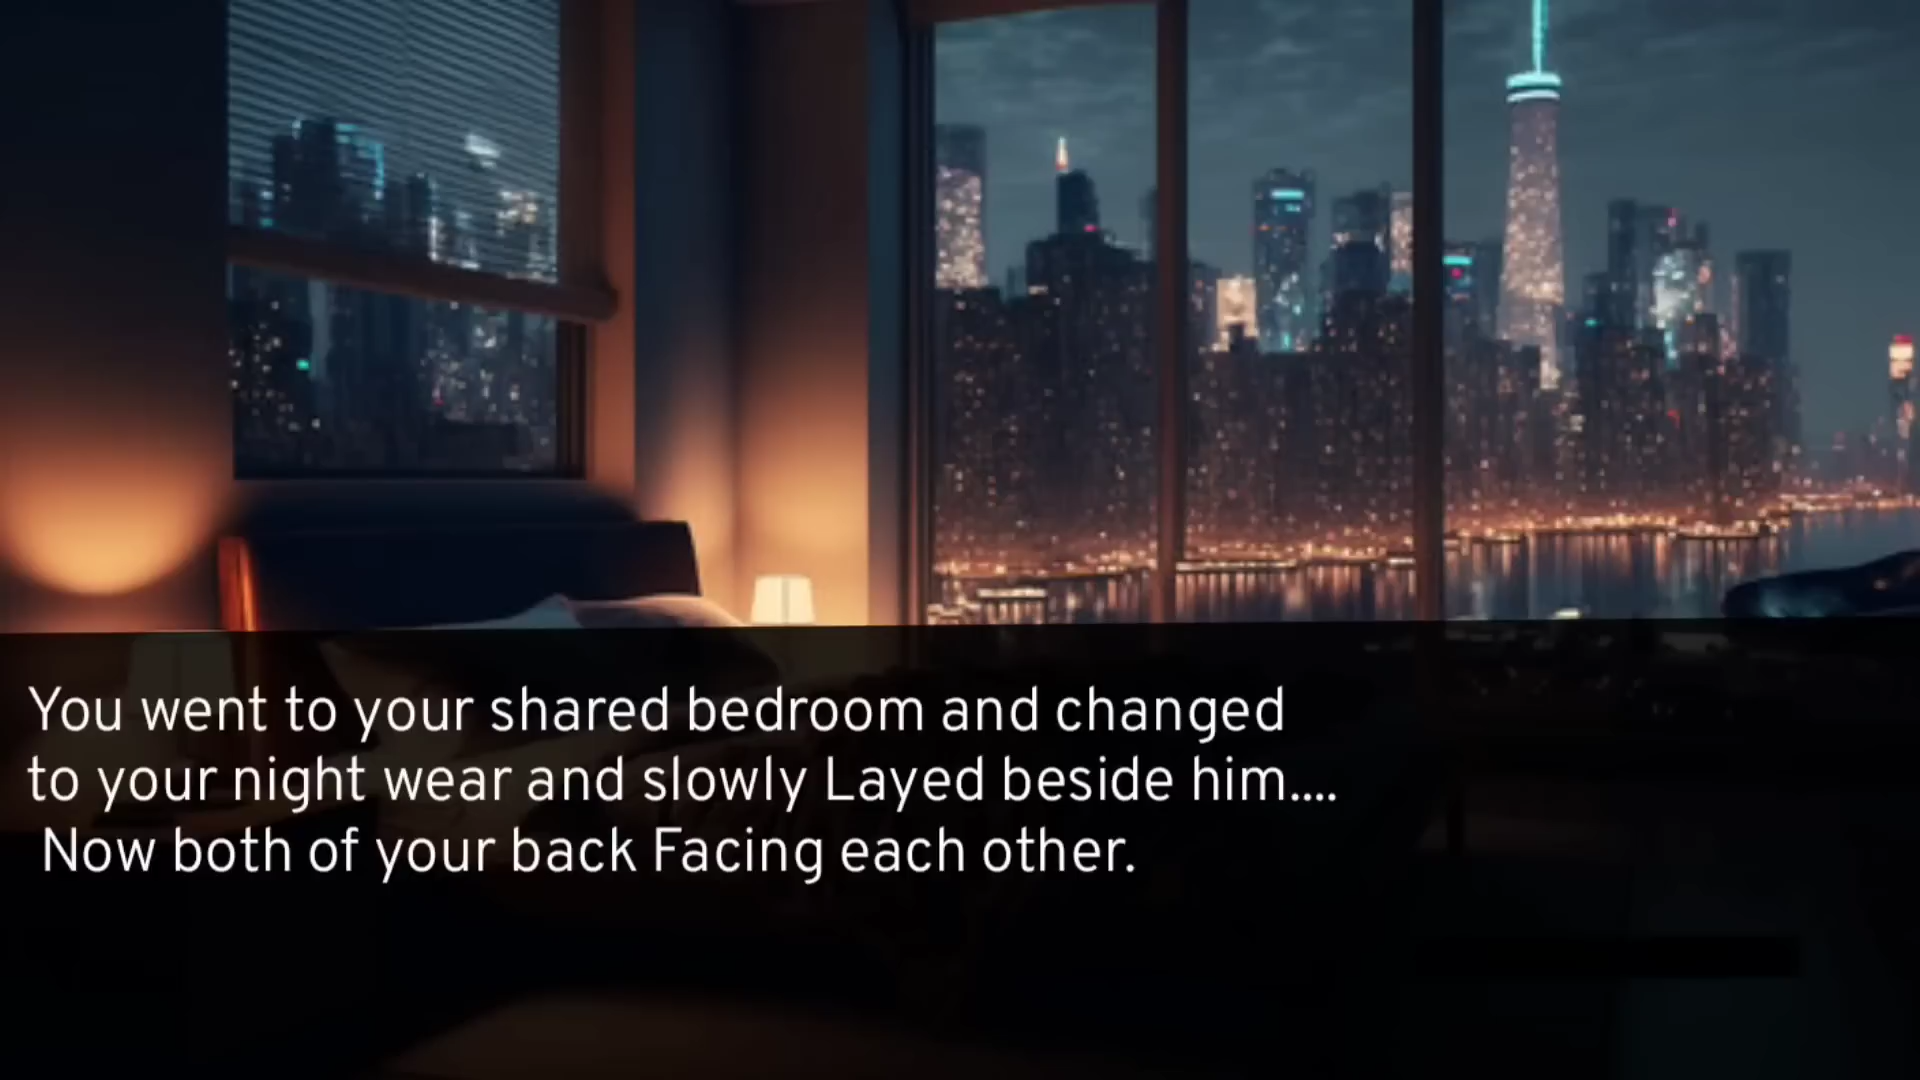 You went to your shared bedroom and changed
to your night wear and slowly Layed beside him....
Now both of your back Facing each other.